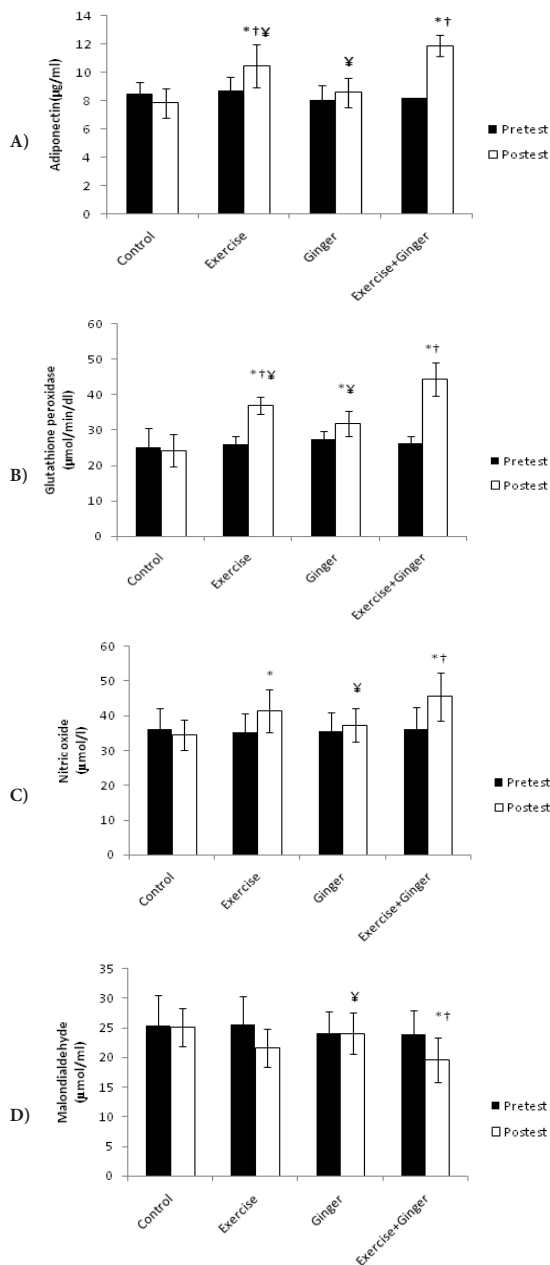 A)
Adiponectin(µg/ml)
14
12
10
8
6
4
2
0
*†¥
¥
*†
Control
Exercise
Ginger
Exercise+Ginger
Pretest
Postest
B)
Glutathione peroxidase
(µmol/min/dl)
60
50
40
30
20
10
0
*†¥
*¥
*†
Control
Exercise
Ginger
Exercise+Ginger
Pretest
Postest
C)
Nitricoxide
(µmol/l)
60
50
40
30
20
10
0
*
¥
*†
Control
Exercise
Ginger
Exercise+Ginger
Pretest
Postest
D)
Malondialdehyde
(µmol/ml)
35
30
25
20
15
10
5
0
¥
*†
Control
Exercise
Ginger
Exercise+Ginger
Pretest
Postest